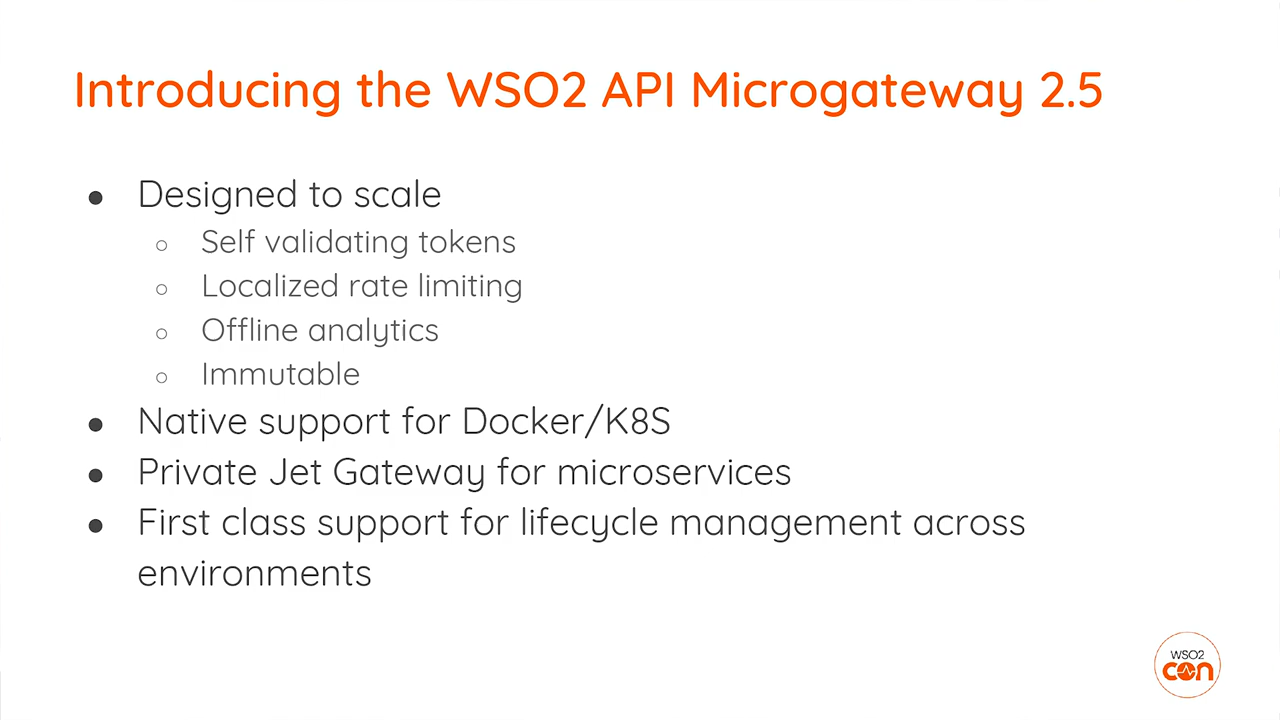 Introducing the WSO2 API Microgateway 2.5
● Designed to scale
○ Self validating tokens
○ Localized rate limiting
○ Offline analytics
○ Immutable
● Native support for Docker/K8S
● Private Jet Gateway for microservices
● First class support for lifecycle management across
environments
WSO2
con